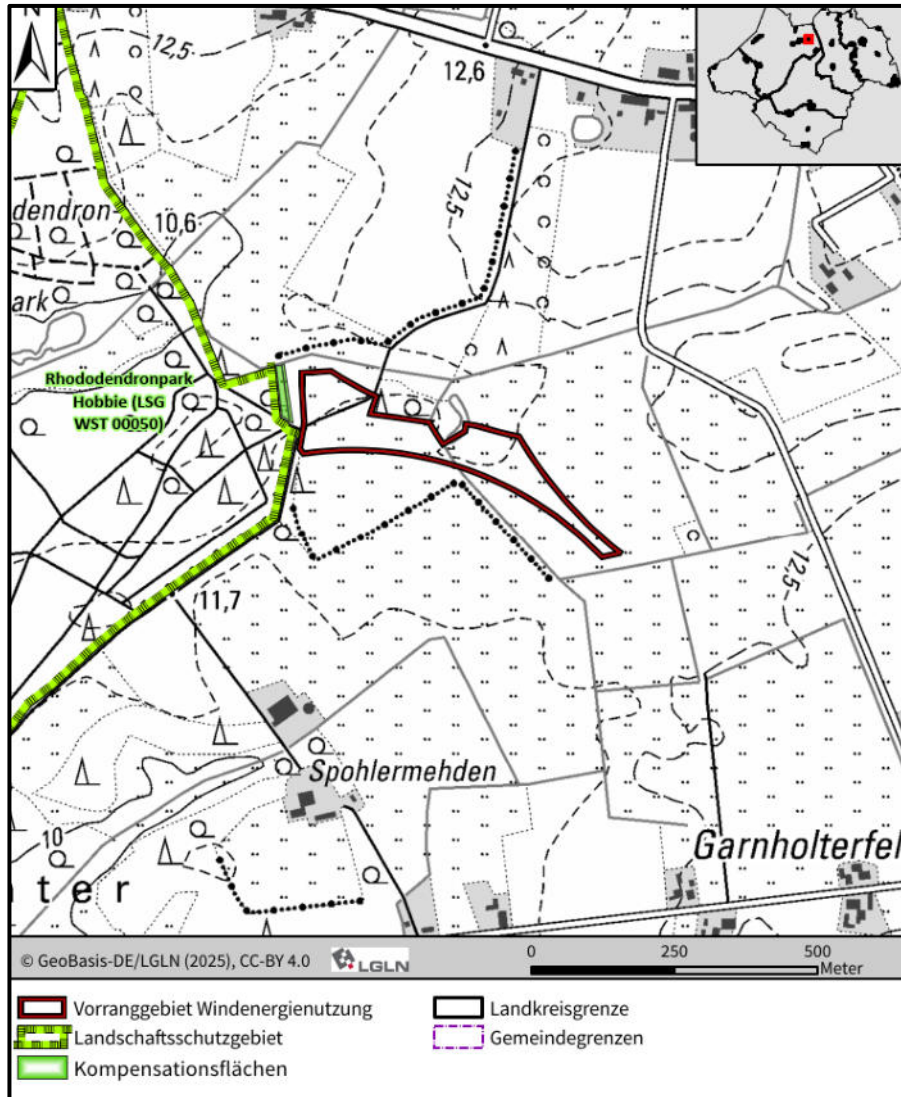 N
12,5
12,6
dendron
10,6
12,5
ark
Rhododendronpark
Hobbie (LSG
WST 00050)
11,7
12,5
Spohlermehden
10
Garnholterfel
nter
© GeoBasis-DE/LGLN (2025), CC-BY 4.0
LGLN
0 250 500
Meter
Vorranggebiet Windenergienutzung
Landkreisgrenze
Landschaftsschutzgebiet
Gemeindegrenzen
Kompensationsflächen